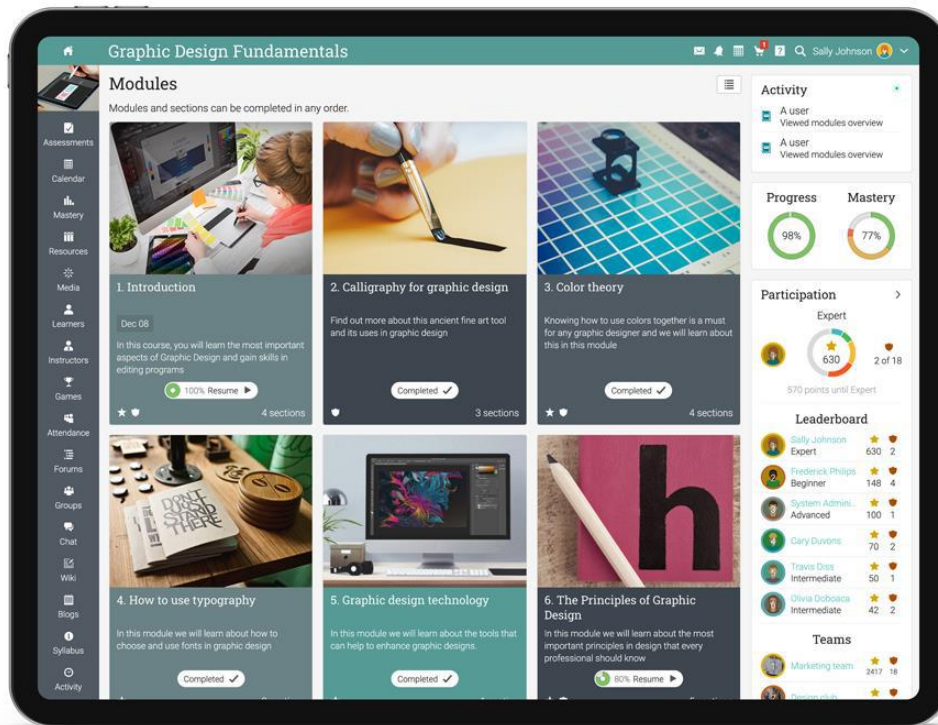 Graphic Design Fundamentals
1
?
Sally Johnson
Assessments
Calendar
Mastery
Resources
Media
Learners
Instructors
Games
Attendance
Forums
Groups
Chat
Wiki
Blogs
Syllabus
Activity
Modules
Modules and sections can be completed in any order.
1. Introduction
Dec 08
In this course, you will learn the most important
aspects of Graphic Design and gain skills in
editing programs
100% Resume
4 sections
2. Calligraphy for graphic design
Find out more about this ancient fine art tool
and its uses in graphic design
Completed
3 sections
3. Color theory
Knowing how to use colors together is a must
for any graphic designer and we will learn about
this in this module
Completed
4 sections
DON'T
JUST
STAND
THERE
4. How to use typography
In this module we will learn about how to
choose and use fonts in graphic design
Completed
5. Graphic design technology
In this module we will learn about the tools that
can help to enhance graphic designs.
Completed
h
6. The Principles of Graphic
Design
In this module we will learn about the most
important principles in design that every
professional should know
80% Resume
Activity
A user
Viewed modules overview
A user
Viewed modules overview
Progress
Mastery
98%
77%
Participation
Expert
630
2 of 18
570 points until Expert
Leaderboard
Sally Johnson
Expert 630 2
Frederick Philips
Beginner 148 4
System Admini..
Advanced 100 1
Cary Duvons
70 2
Travis Diss
Intermediate 50 1
Olivia Doboaca
Intermediate 42 2
Teams
Marketing team
2417 18
Design club